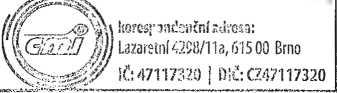 korespondenční adresa:
Lazaretní 4298/11a, 615 00 Brno
IČ: 47117320 | DIČ: CZ47117320